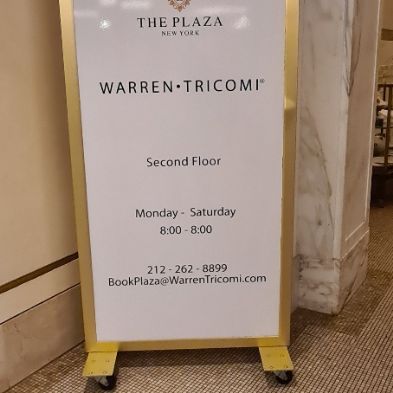 THE PLAZA
NEW YORK
WARREN•TRICOMI®
Second Floor
Monday - Saturday
8:00 - 8:00
212 - 262 - 8899
BookPlaza@WarrenTricomi.com